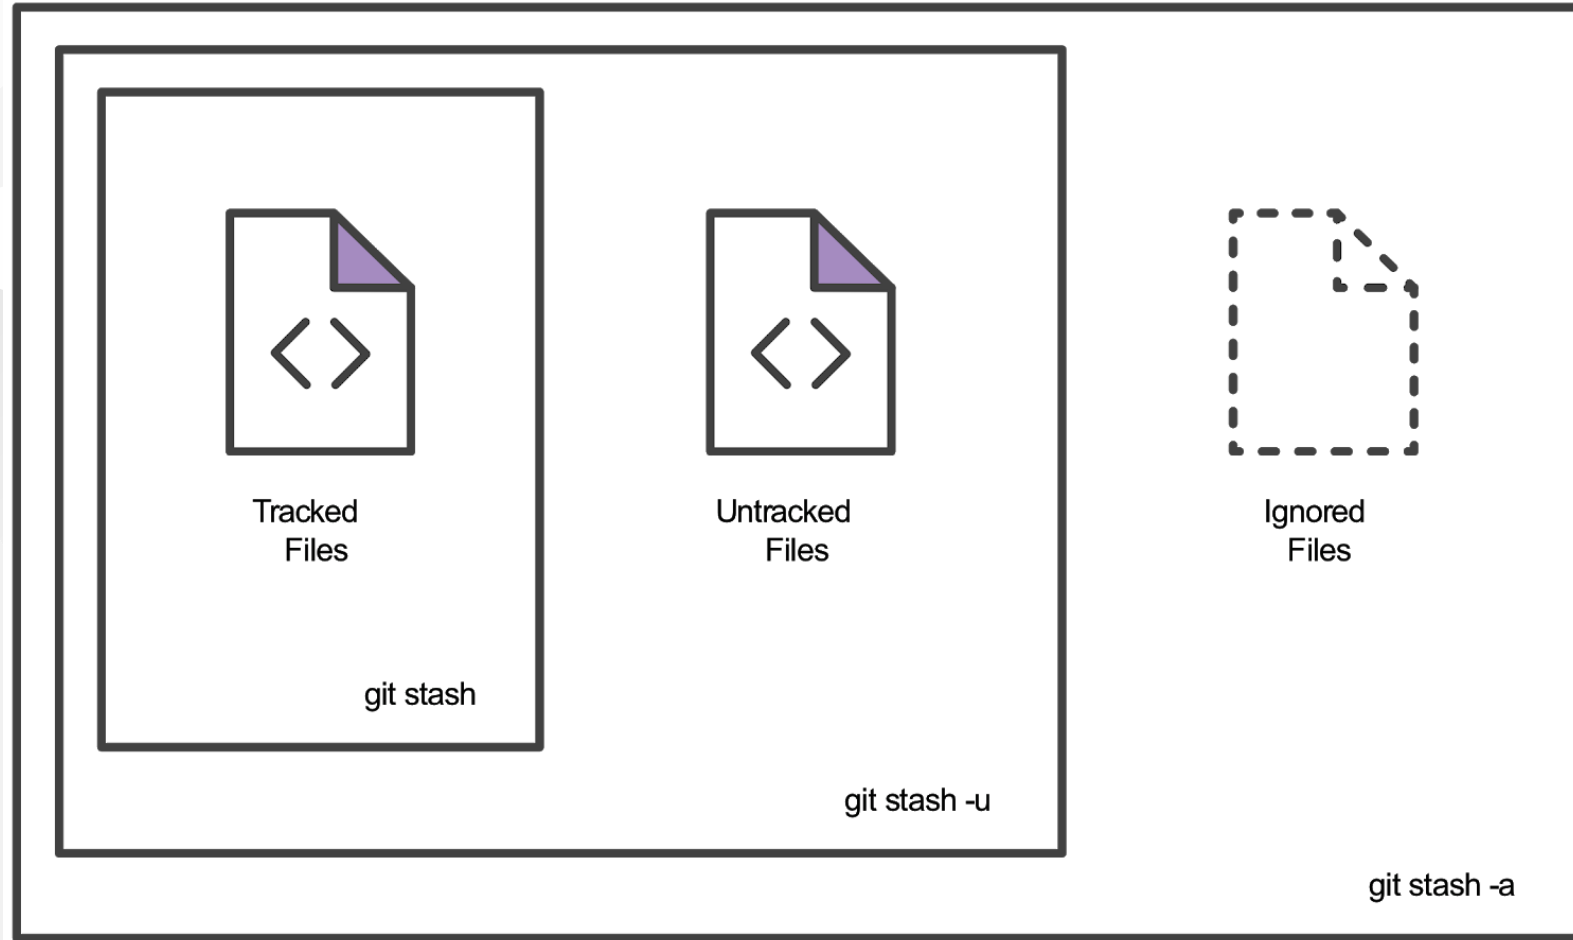 Tracked
Files
git stash
Untracked
Files
git stash -u
Ignored
Files
git stash -a